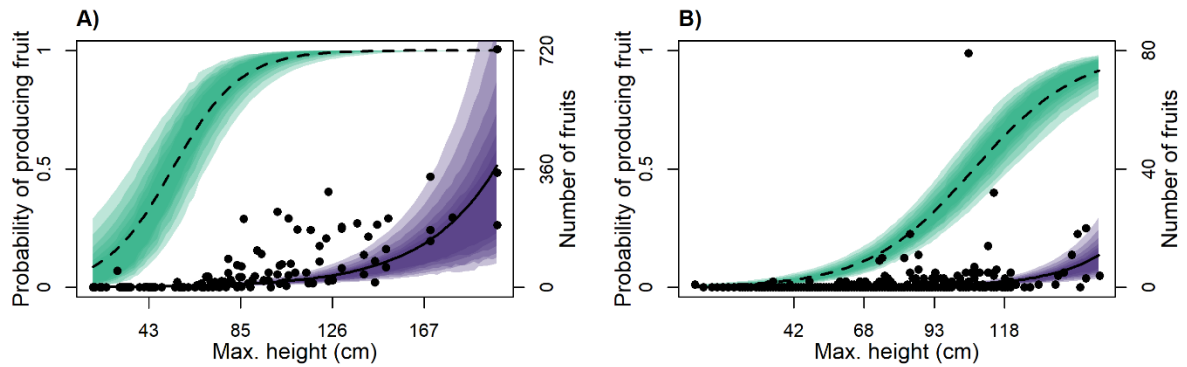 A)
Probability of producing fruit
1
0.5
0
720
360
0
Number of fruits
43
85
126
167
Max. height (cm)
B)
Probability of producing fruit
1
0.5
0
80
40
0
Number of fruits
42
68
93
118
Max. height (cm)